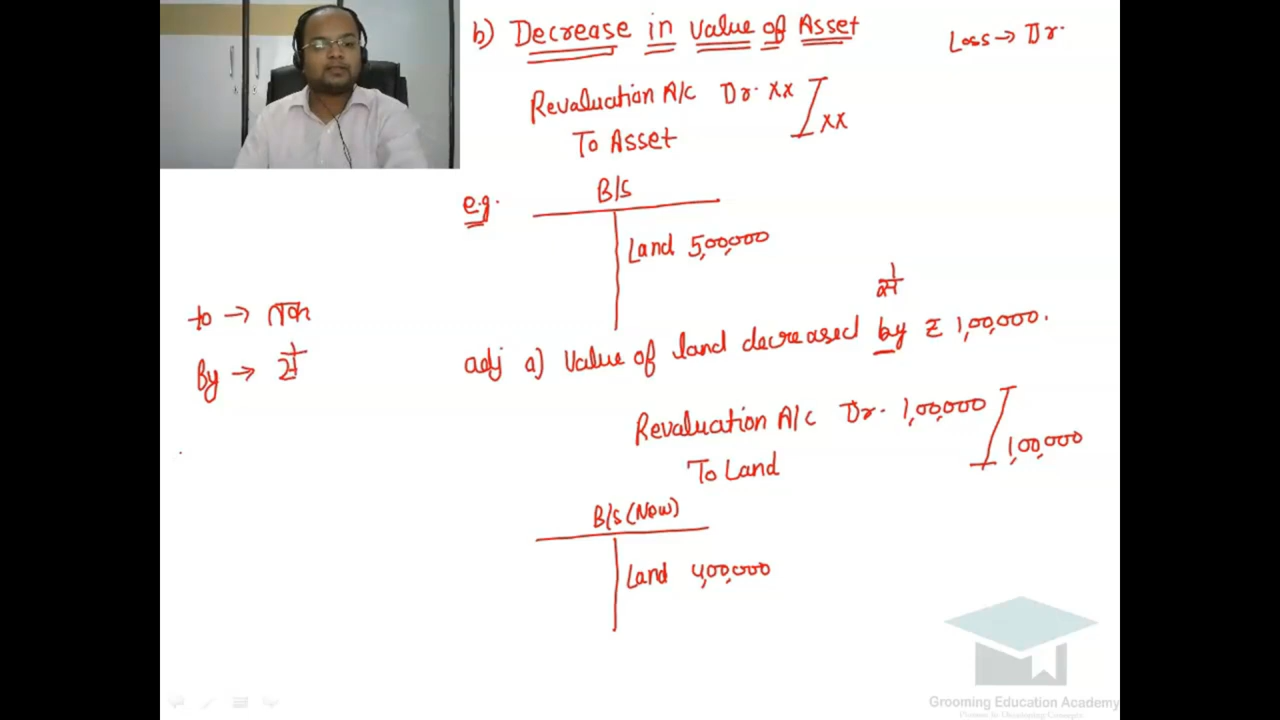 b) Decrease in value of Asset
Loss → Dr.
Revaluation A/c Dr. xx
To Asset xx
B/S
e.g.
Land 5,00,000
से
to → तक
By → से
adj a) Value of land decreased by ₹ 1,00,000.
Revaluation A/c Dr. 1,00,000
To Land 1,00,000
B/S (New)
Land 4,00,000
Grooming Education Academy